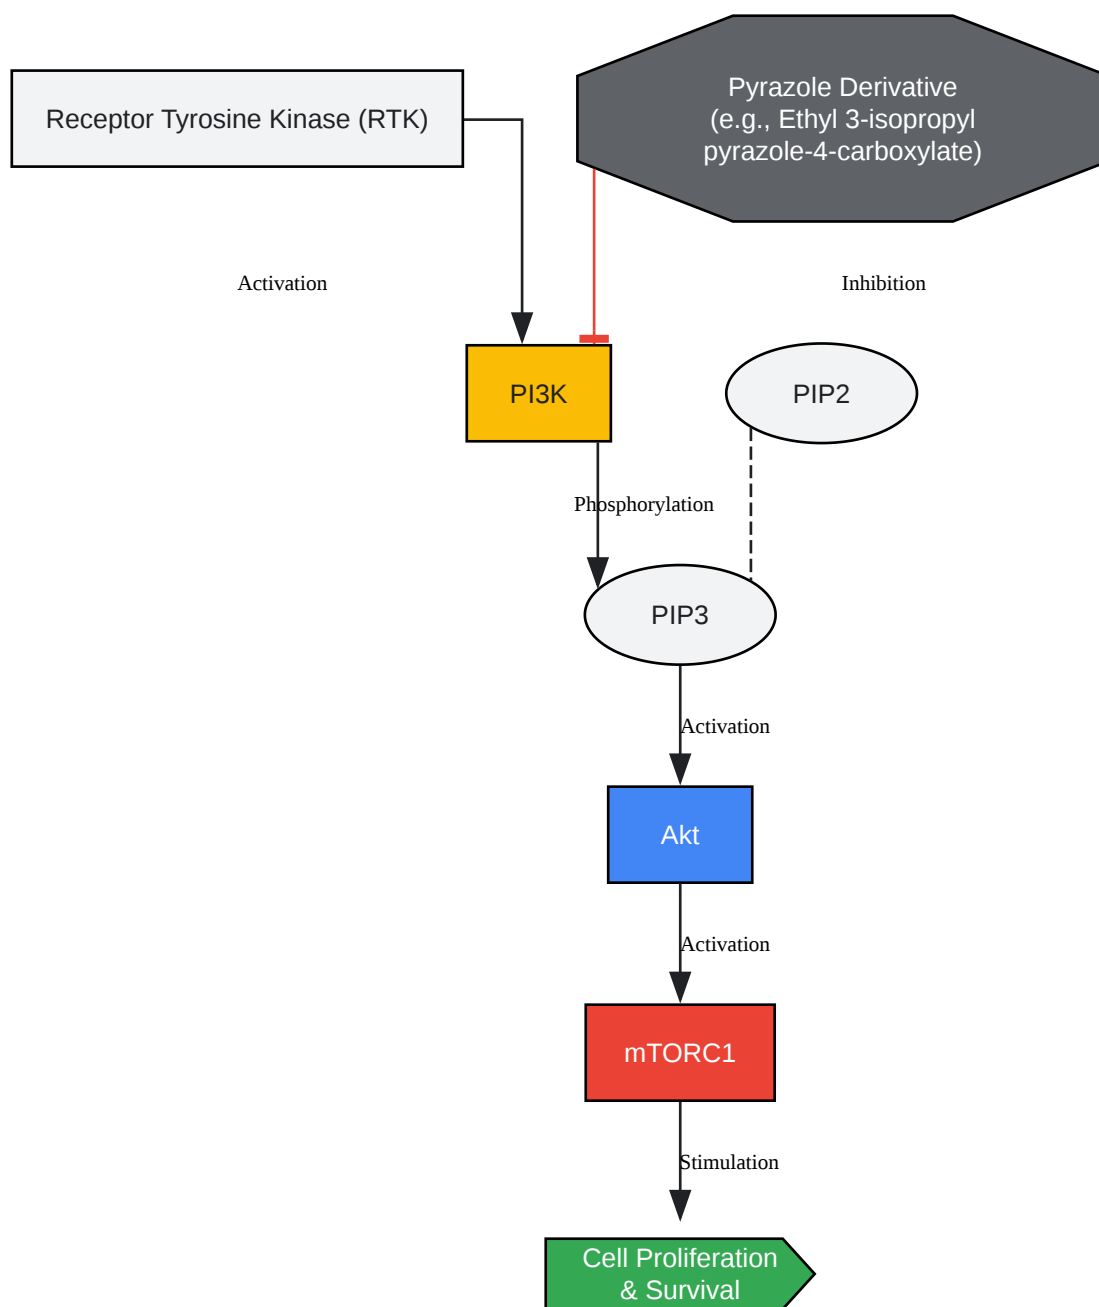 Receptor Tyrosine Kinase (RTK)
Pyrazole Derivative
(e.g., Ethyl 3-isopropyl
pyrazole-4-carboxylate)
Activation
Inhibition
PI3K
PIP2
Phosphorylation
PIP3
Activation
Akt
Activation
mTORC1
Stimulation
Cell Proliferation
& Survival